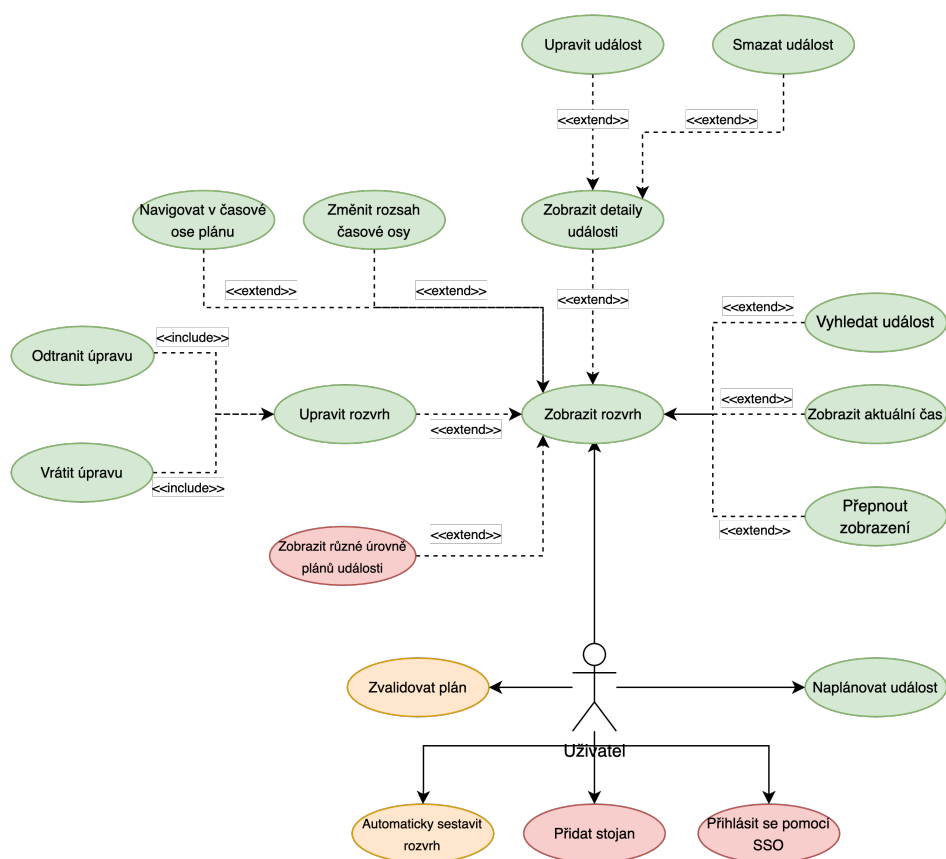 Upravit událost
Smazat událost
<<extend>>
<<extend>>
Navigovat v časové
ose plánu
Změnit rozsah
časové osy
Zobrazit detaily
události
<<extend>>
<<extend>>
<<extend>>
<<extend>>
Vyhledat událost
<<include>>
Odtranit úpravu
Upravit rozvrh
<<extend>>
Zobrazit rozvrh
<<extend>>
Zobrazit aktuální čas
Vrátit úpravu
<<include>>
Zobrazit různé úrovně
plánů události
<<extend>>
<<extend>>
Přepnout
zobrazení
Zvalidovat plán
Naplánovat událost
Uživatel
Automaticky sestavit
rozvrh
Přidat stojan
Přihlásit se pomocí
SSO